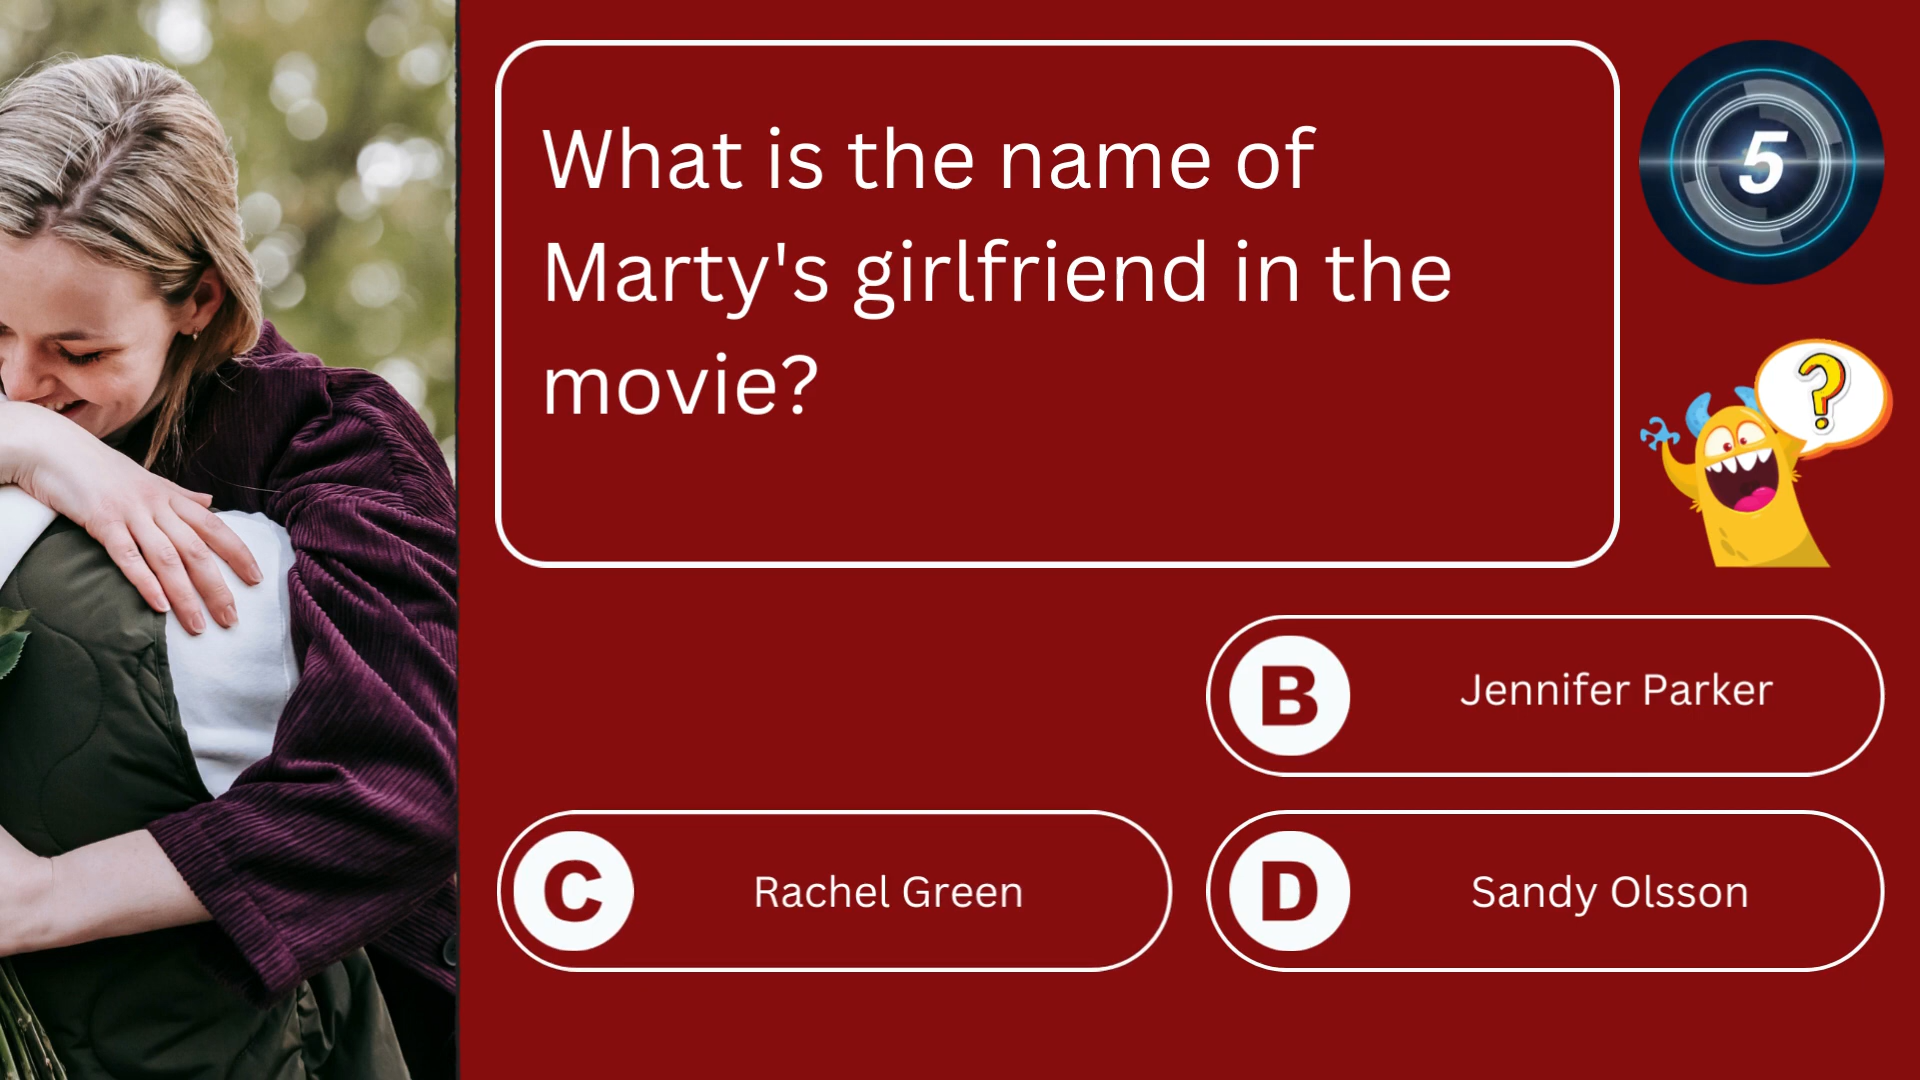 What is the name of
Marty's girlfriend in the
movie?
5
?
B
Jennifer Parker
C
Rachel Green
D
Sandy Olsson